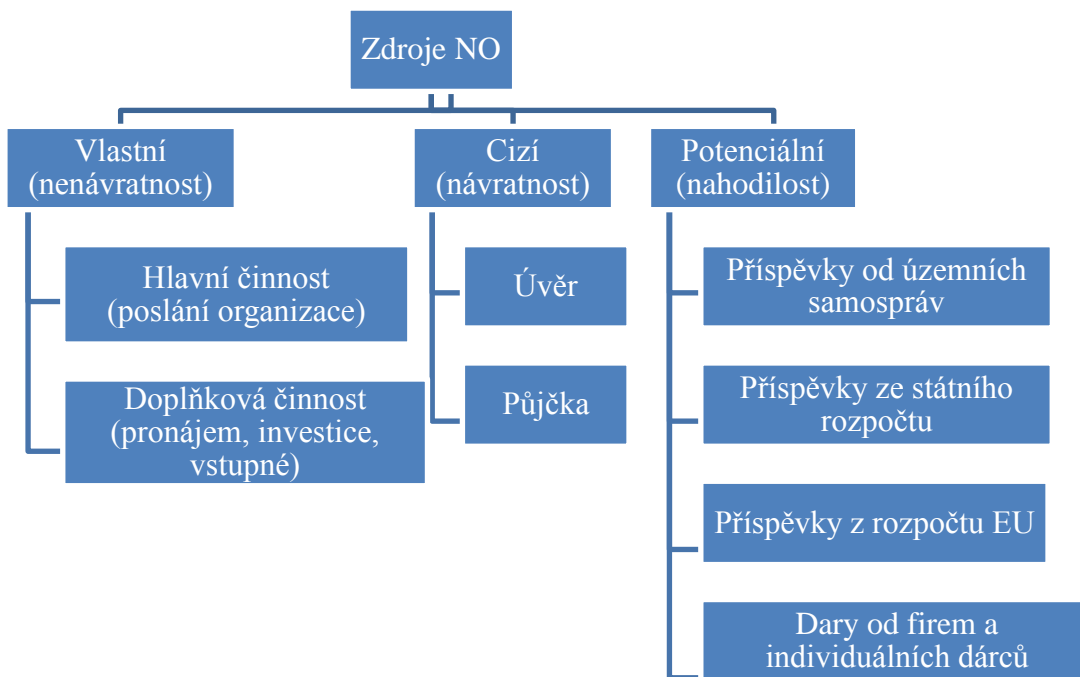 Zdroje NO
Vlastní
(nenávratnost)
Hlavní činnost
(poslání organizace)
Doplňková činnost
(pronájem, investice,
vstupné)
Cizí
(návratnost)
Úvěr
Půjčka
Potenciální
(nahodilost)
Příspěvky od územních
samospráv
Příspěvky ze státního
rozpočtu
Příspěvky z rozpočtu EU
Dary od firem a
individuálních dárců